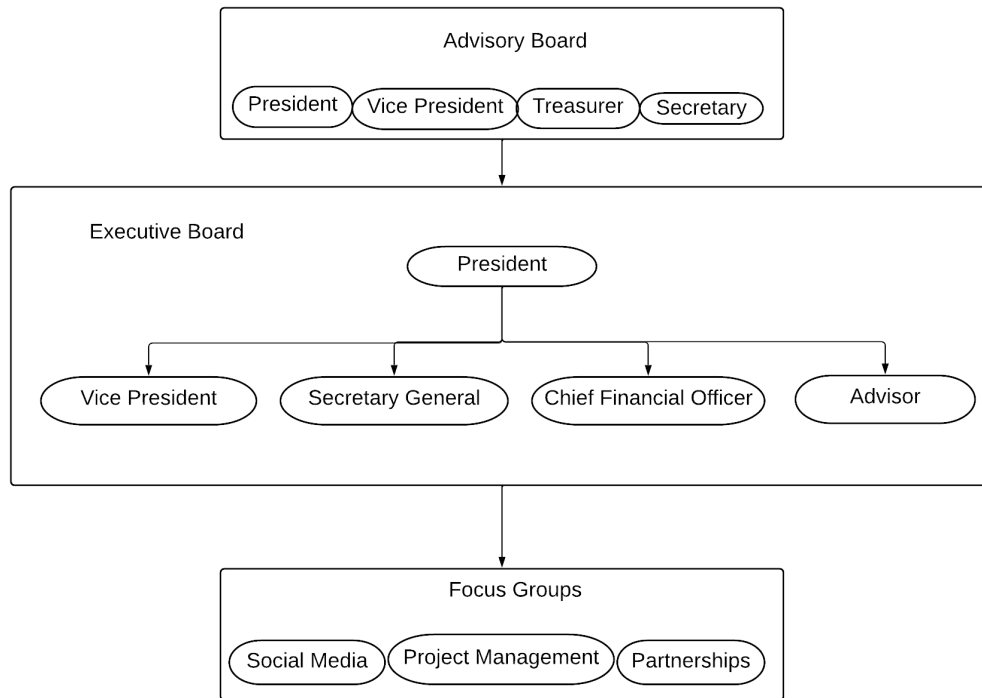 Advisory Board
President
Vice President
Treasurer
Secretary
Executive Board
President
Vice President
Secretary General
Chief Financial Officer
Advisor
Focus Groups
Social Media
Project Management
Partnerships